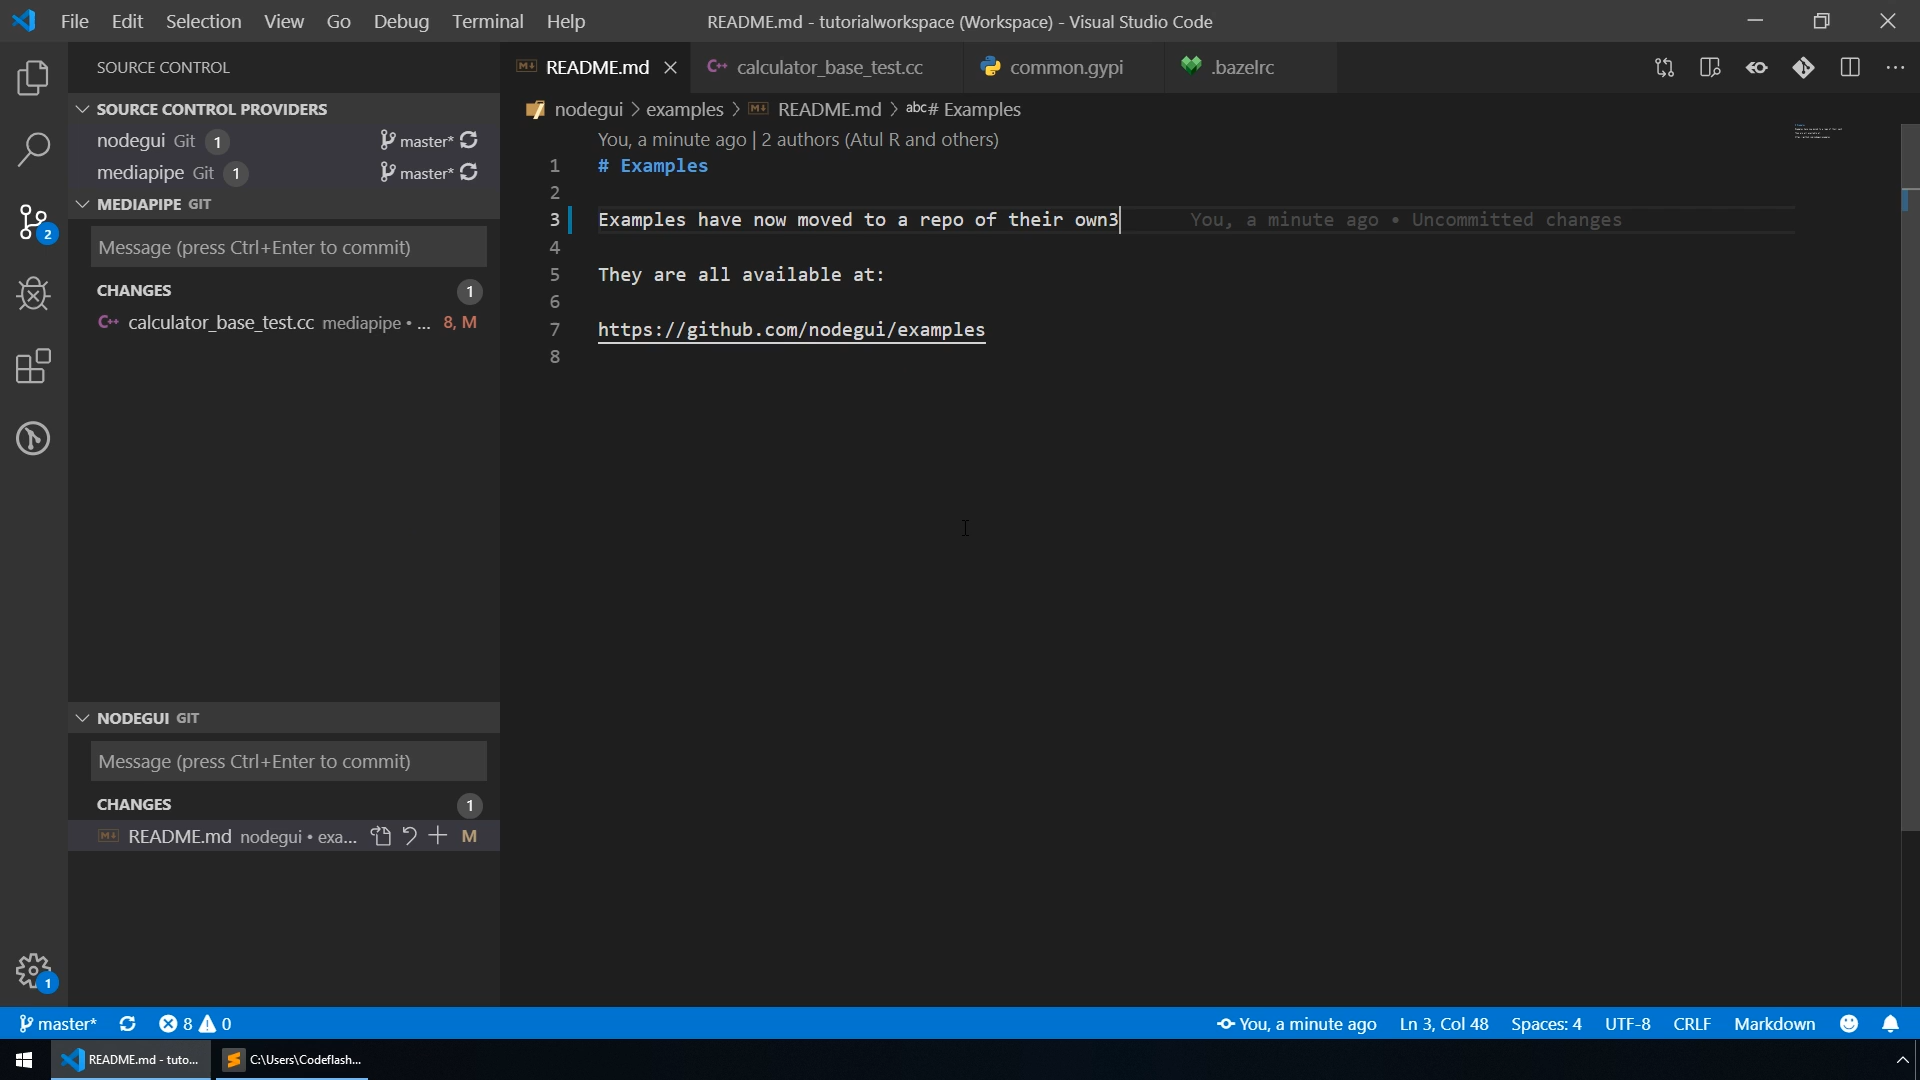 File Edit Selection View Go Debug Terminal Help
README.md - tutorialworkspace (Workspace) - Visual Studio Code
SOURCE CONTROL
SOURCE CONTROL PROVIDERS
nodegui Git 1 master*
mediapipe Git 1 master*
MEDIAPIPE GIT
Message (press Ctrl+Enter to commit)
CHANGES 1
C++ calculator_base_test.cc mediapipe • ... 8, M
NODEGUI GIT
Message (press Ctrl+Enter to commit)
CHANGES 1
README.md nodegui • exa... M
2
1
README.md
C++ calculator_base_test.cc
common.gypi
.bazelrc
nodegui > examples > README.md > abc # Examples
You, a minute ago | 2 authors (Atul R and others)
1 # Examples
2
3 Examples have now moved to a repo of their own3 You, a minute ago • Uncommitted changes
4
5 They are all available at:
6
7 https://github.com/nodegui/examples
8
master* 8 0 You, a minute ago Ln 3, Col 48 Spaces: 4 UTF-8 CRLF Markdown
README.md - tuto... C:\Users\Codeflash...